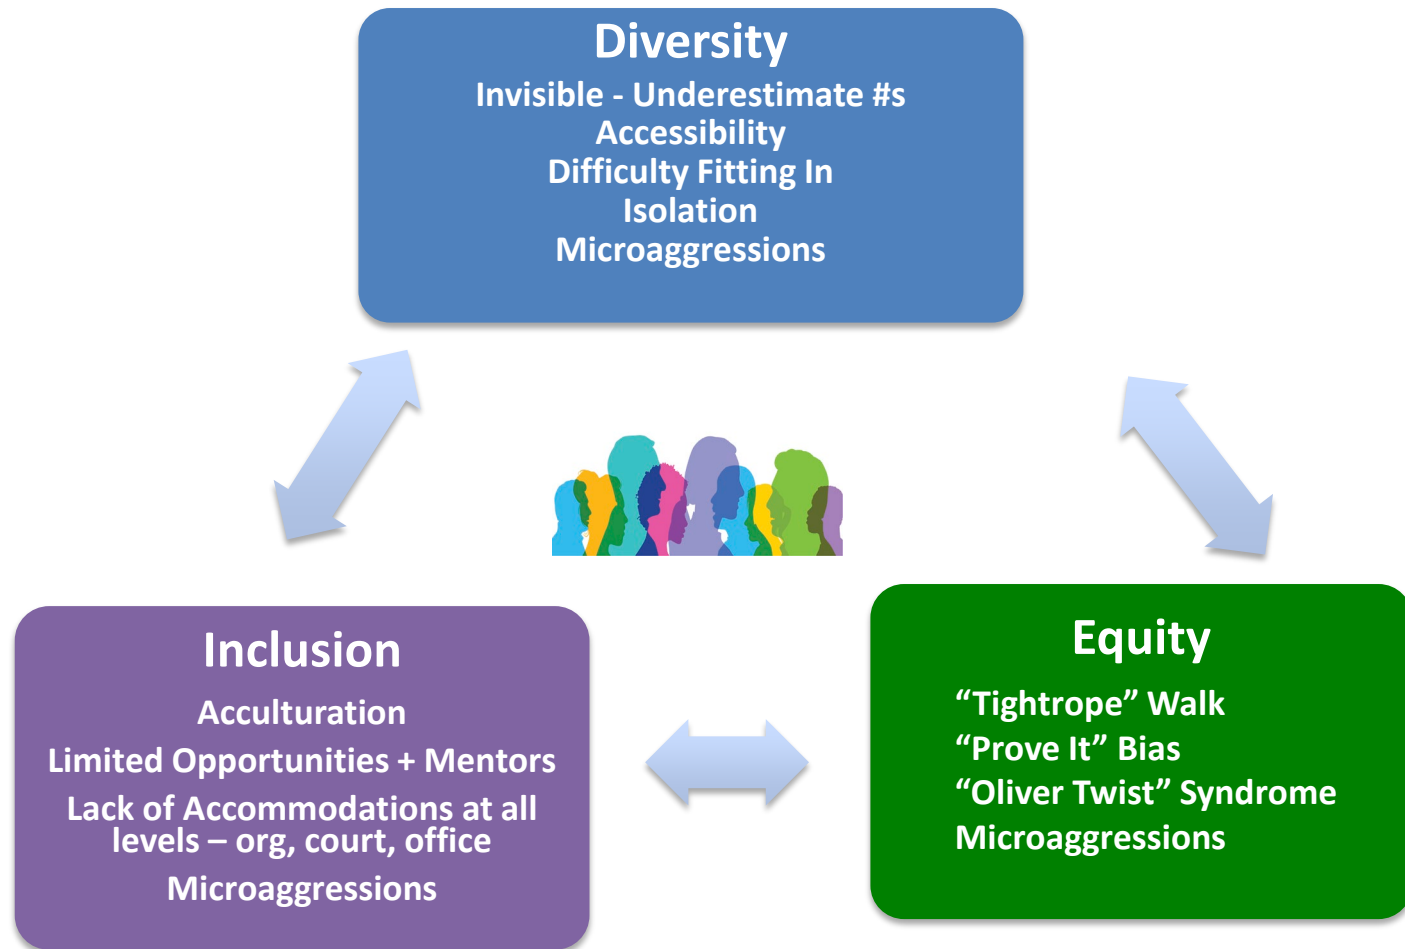 Diversity
Invisible - Underestimate #s
Accessibility
Difficulty Fitting In
Isolation
Microaggressions
Inclusion
Acculturation
Limited Opportunities + Mentors
Lack of Accommodations at all
levels – org, court, office
Microaggressions
Equity
“Tightrope” Walk
“Prove It” Bias
“Oliver Twist” Syndrome
Microaggressions